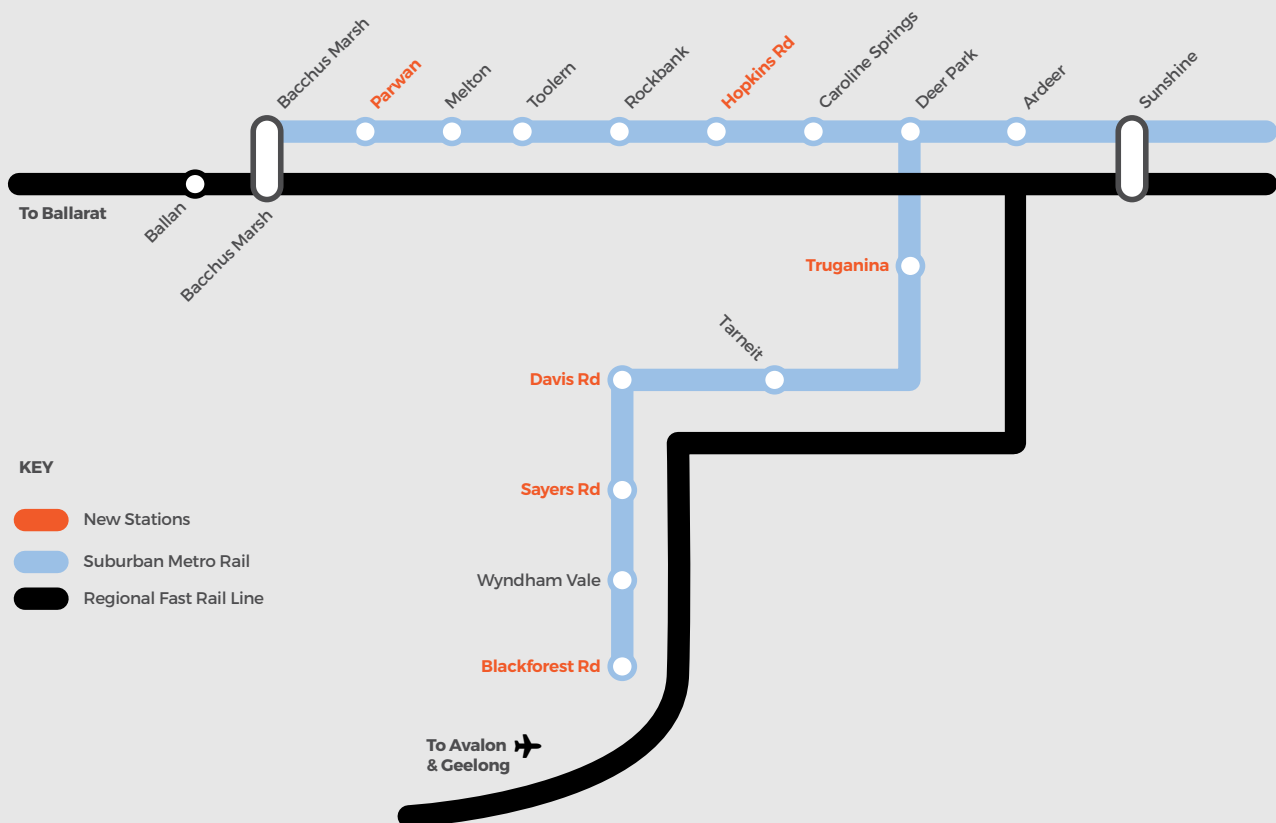 Bacchus Marsh
Parwan
Melton
Toolern
Rockbank
Hopkins Rd
Caroline Springs
Deer Park
Ardeer
Sunshine
To Ballarat
Ballan
Bacchus Marsh
Truganina
Tarneit
Davis Rd
Sayers Rd
Wyndham Vale
Blackforest Rd
To Avalon
& Geelong
KEY
New Stations
Suburban Metro Rail
Regional Fast Rail Line